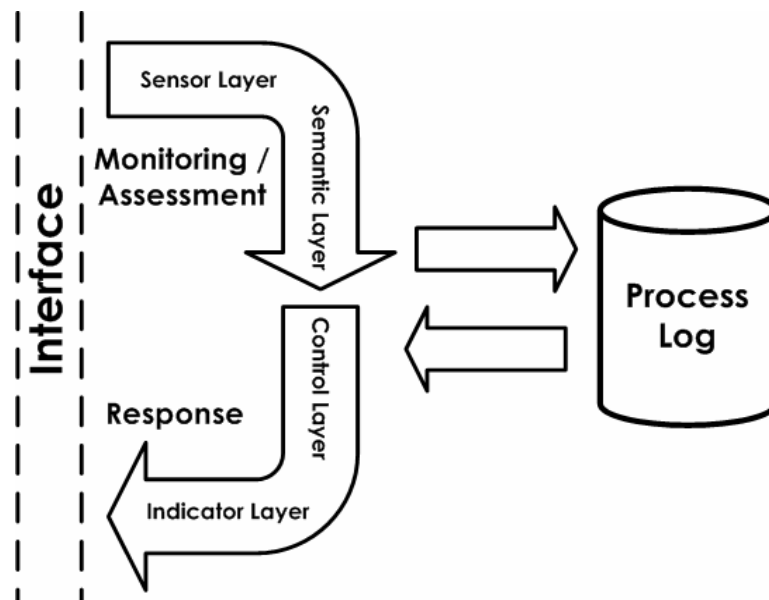 Sensor Layer
Semantic Layer
Monitoring /
Assessment
Interface
Process
Log
Control Layer
Response
Indicator Layer